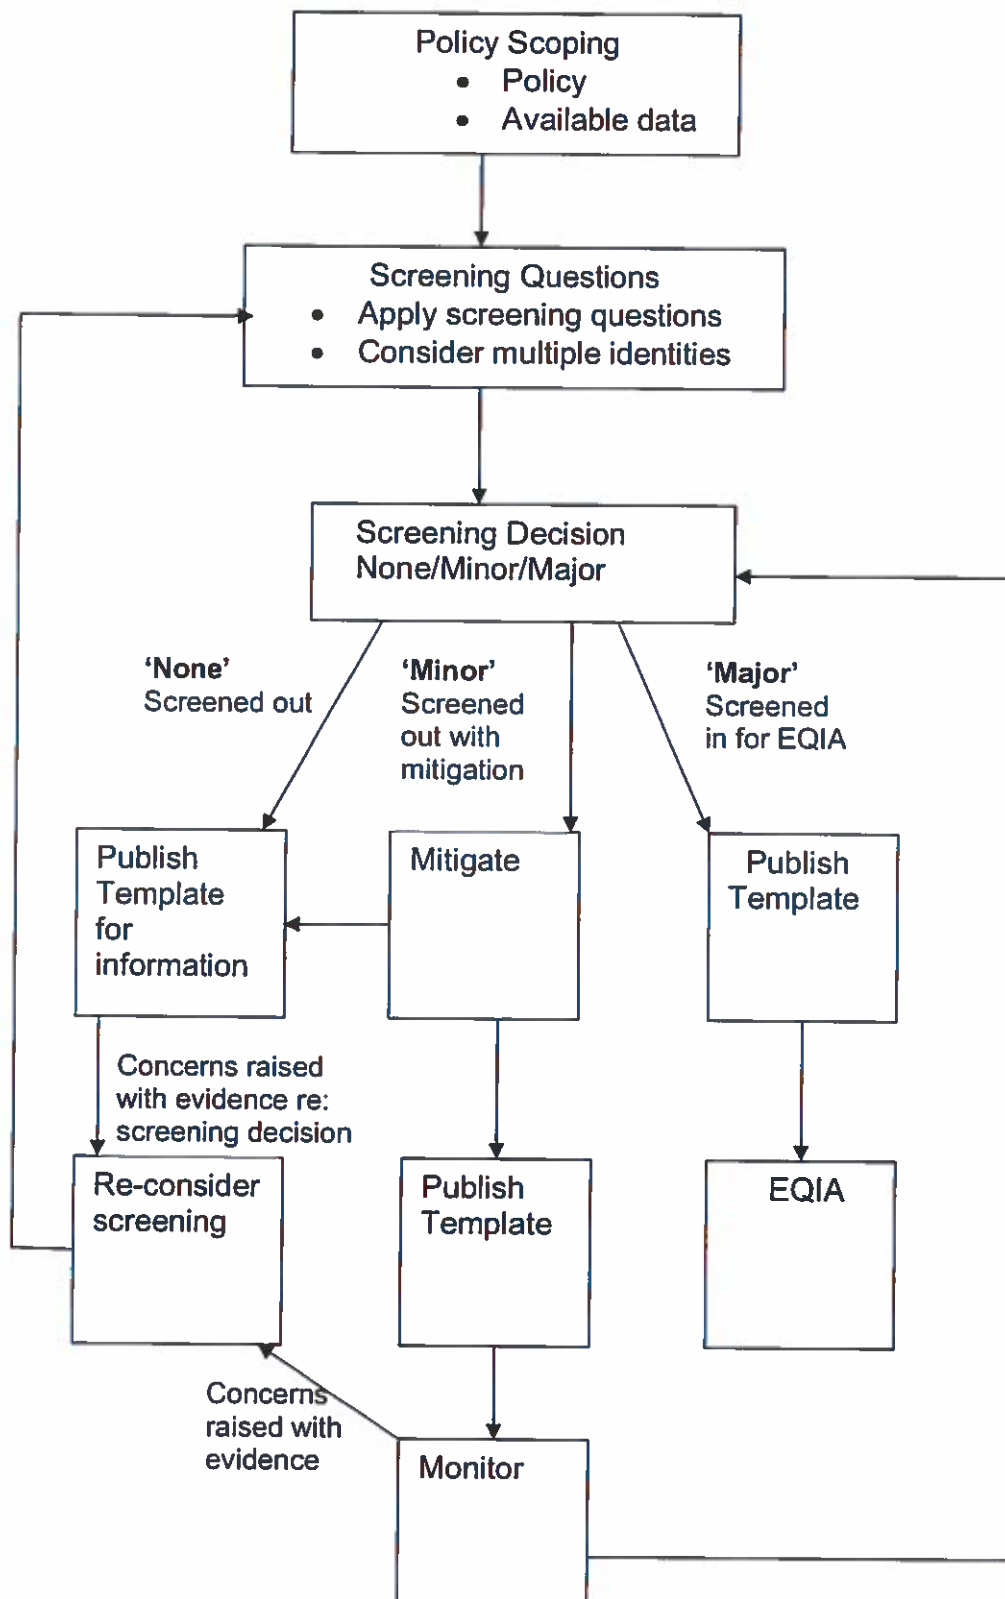 Policy Scoping
• Policy
• Available data
Screening Questions
• Apply screening questions
• Consider multiple identities
Screening Decision
None/Minor/Major
‘None’
Screened out
‘Minor’
Screened
out with
mitigation
‘Major’
Screened
in for EQIA
Publish
Template
for
information
Mitigate
Publish
Template
Concerns raised
with evidence re:
screening decision
Re-consider
screening
Publish
Template
EQIA
Concerns
raised with
evidence
Monitor